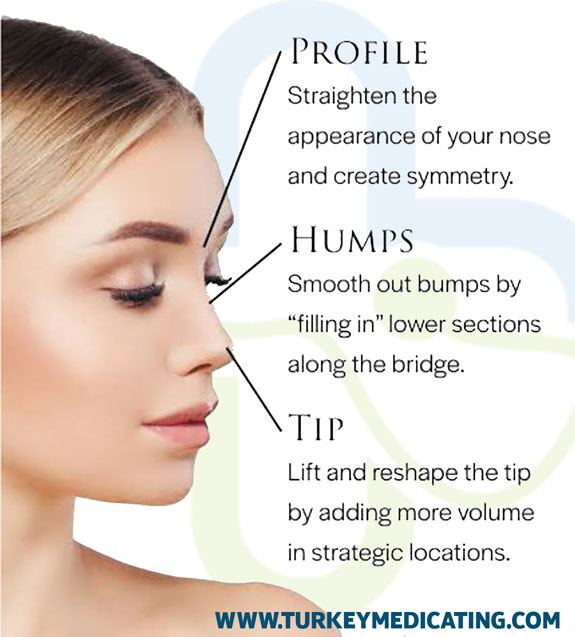 PROFILE
Straighten the
appearance of your nose
and create symmetry.
HUMPS
Smooth out bumps by
“filling in” lower sections
along the bridge.
TIP
Lift and reshape the tip
by adding more volume
in strategic locations.
WWW.TURKEYMEDICATING.COM